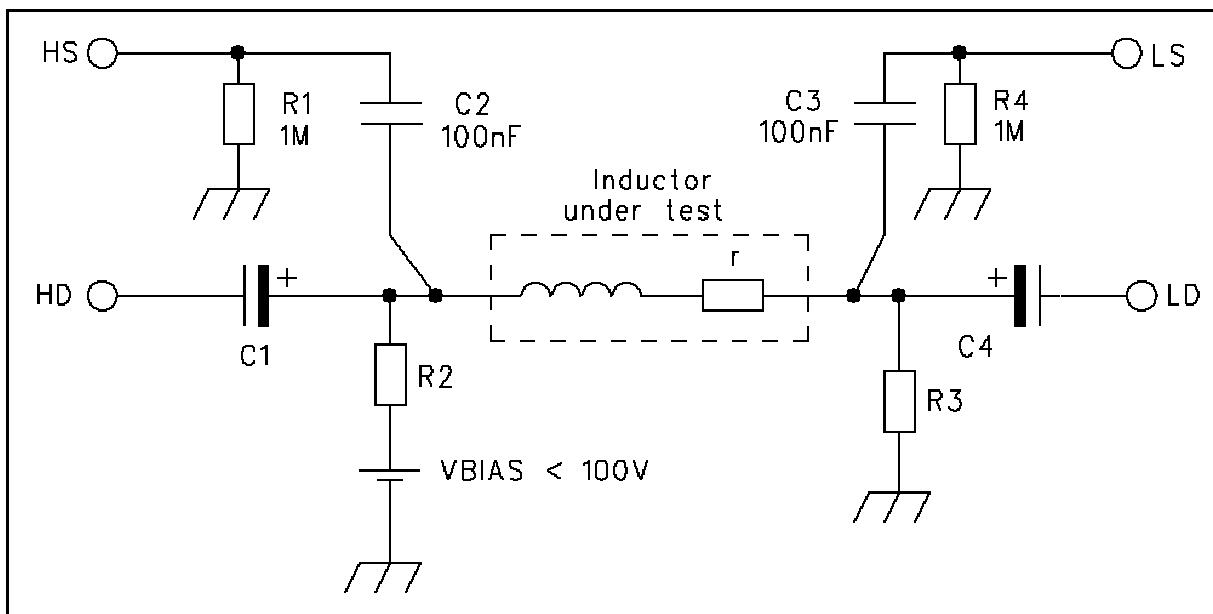 HS
R1
1M
C2
100nF
C3
100nF
R4
1M
LS
Inductor
under test
r
HD
+
C1
R2
VBIAS < 100V
+
C4
LD
R3